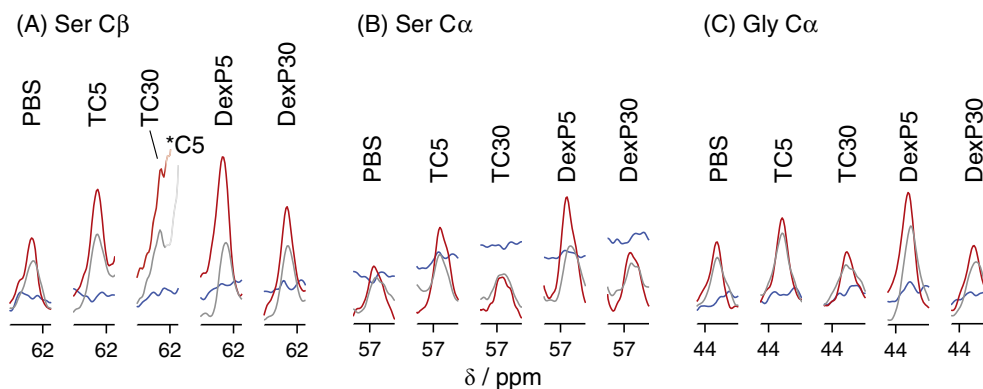 (A) Ser Cβ
(B) Ser Cα
(C) Gly Cα
PBS
TC5
TC30
*C5
DexP5
DexP30
PBS
TC5
TC30
DexP5
DexP30
PBS
TC5
TC30
DexP5
DexP30
62
62
62
62
62
57
57
57
57
57
44
44
44
44
44
δ / ppm